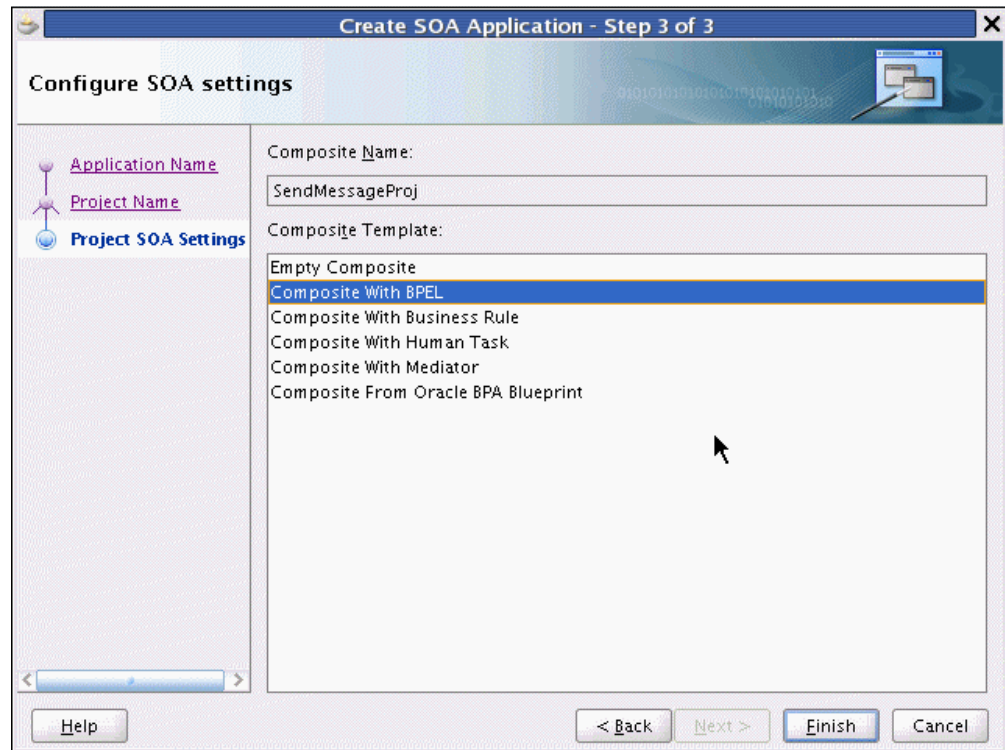 Create SOA Application - Step 3 of 3
Configure SOA settings
Application Name
Project Name
Project SOA Settings
Composite Name:
SendMessageProj
Composite Template:
Empty Composite
Composite With BPEL
Composite With Business Rule
Composite With Human Task
Composite With Mediator
Composite From Oracle BPA Blueprint
Help
< Back
Next >
Finish
Cancel